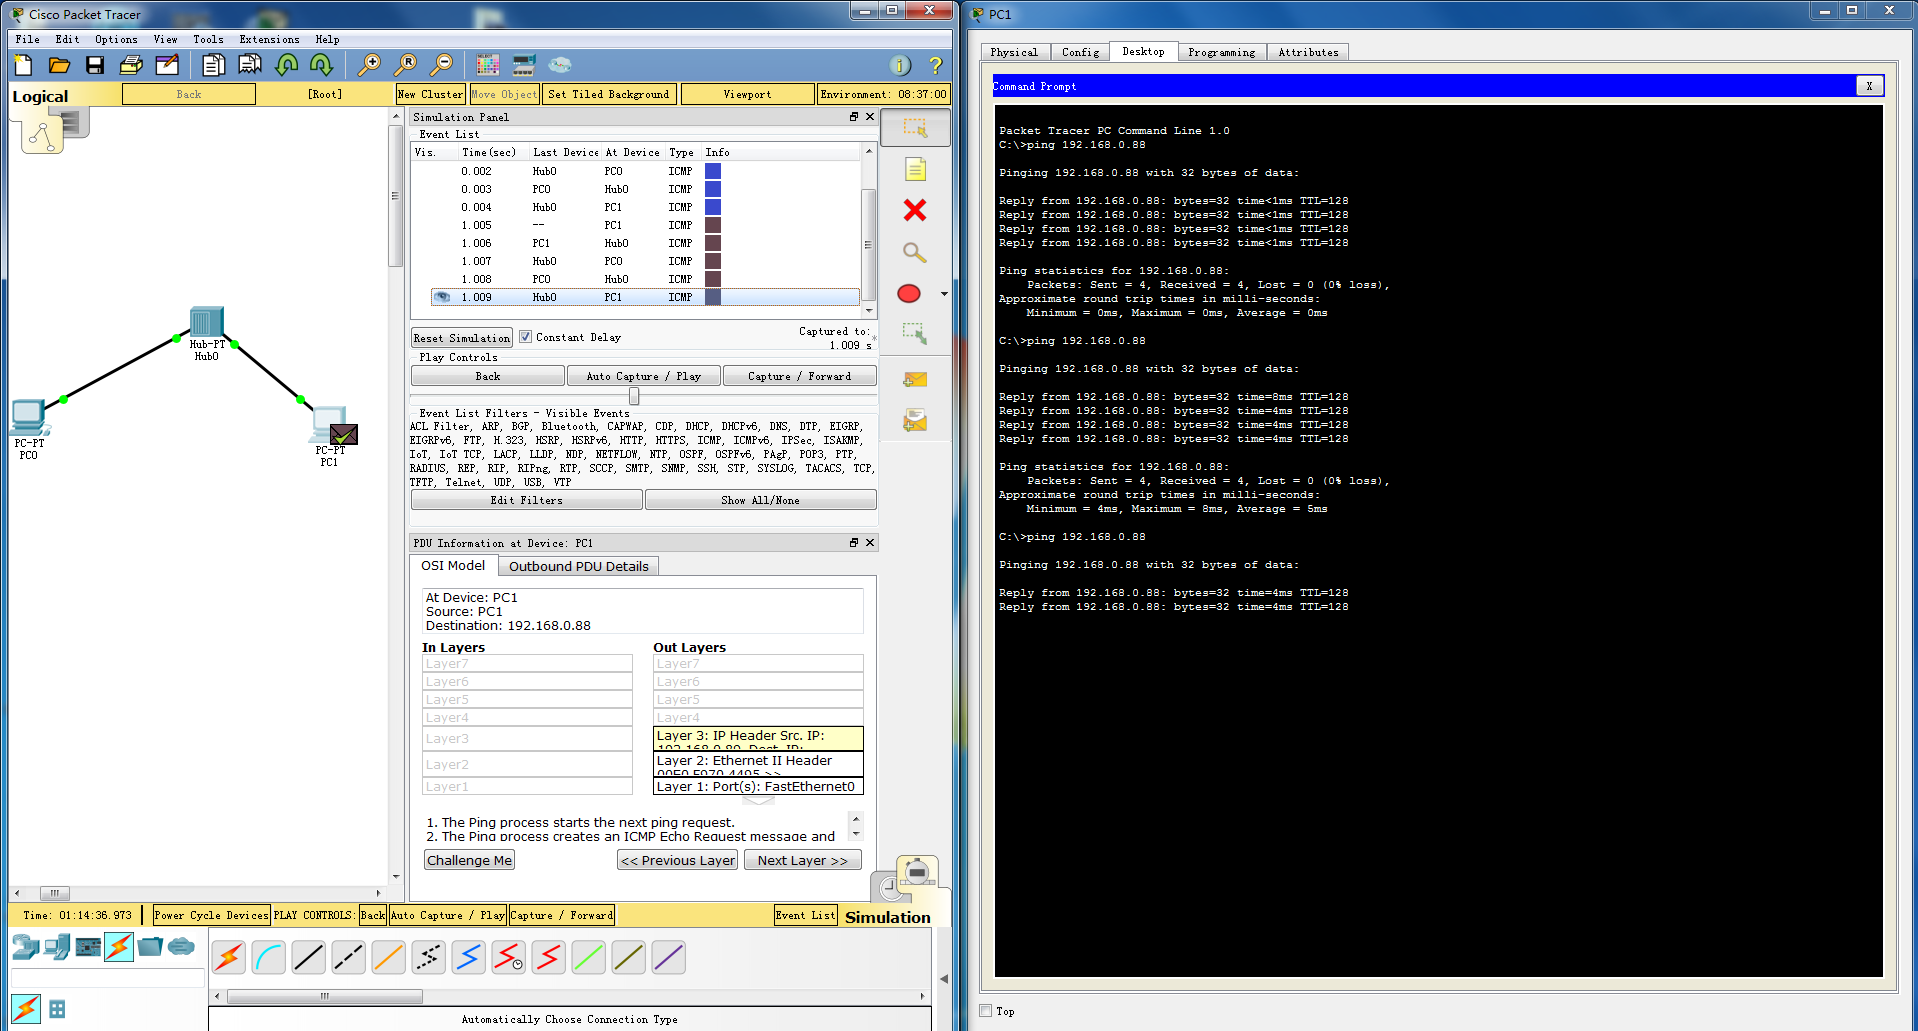 Cisco Packet Tracer
File Edit Options View Tools Extensions Help
Logical
Back
[Root]
New Cluster
Move Object
Set Tiled Background
Viewport
Environment: 08:37:00
Hub-PT
Hub0
PC-PT
PC0
PC-PT
PC1
Simulation Panel
Event List
Vis. Time(sec) Last Device At Device Type Info
0.002 Hub0 PC0 ICMP
0.003 PC0 Hub0 ICMP
0.004 Hub0 PC1 ICMP
1.005 -- PC1 ICMP
1.006 PC1 Hub0 ICMP
1.007 Hub0 PC0 ICMP
1.008 PC0 Hub0 ICMP
1.009 Hub0 PC1 ICMP
Reset Simulation
Constant Delay
Captured to:
1.009 s
Play Controls
Back
Auto Capture / Play
Capture / Forward
Event List Filters - Visible Events
ACL Filter, ARP, BGP, Bluetooth, CAPWAP, CDP, DHCP, DHCPv6, DNS, DTP, EIGRP,
EIGRPv6, FTP, H.323, HSRP, HSRPv6, HTTP, HTTPS, ICMP, ICMPv6, IPSec, ISAKMP,
IoT, IoT TCP, LACP, LLDP, NDP, NETFLOW, NTP, OSPF, OSPFv6, PAgP, POP3, PTP,
RADIUS, REP, RIP, RIPng, RTP, SCCP, SMTP, SNMP, SSH, STP, SYSLOG, TACACS, TCP,
TFTP, Telnet, UDP, USB, VTP
Edit Filters
Show All/None
PDU Information at Device: PC1
OSI Model
Outbound PDU Details
At Device: PC1
Source: PC1
Destination: 192.168.0.88
In Layers
Layer7
Layer6
Layer5
Layer4
Layer3
Layer2
Layer1
Out Layers
Layer7
Layer6
Layer5
Layer4
Layer 3: IP Header Src. IP:
Layer 2: Ethernet II Header
Layer 1: Port(s): FastEthernet0
1. The Ping process starts the next ping request.
2. The Ping process creates an ICMP Echo Request message and
Challenge Me
<< Previous Layer
Next Layer >>
Time: 01:14:36.973
Power Cycle Devices
PLAY CONTROLS:
Back
Auto Capture / Play
Capture / Forward
Event List
Simulation
Automatically Choose Connection Type
PC1
Physical
Config
Desktop
Programming
Attributes
Command Prompt
X
Packet Tracer PC Command Line 1.0
C:\>ping 192.168.0.88
Pinging 192.168.0.88 with 32 bytes of data:
Reply from 192.168.0.88: bytes=32 time<1ms TTL=128
Reply from 192.168.0.88: bytes=32 time<1ms TTL=128
Reply from 192.168.0.88: bytes=32 time<1ms TTL=128
Reply from 192.168.0.88: bytes=32 time<1ms TTL=128
Ping statistics for 192.168.0.88:
Packets: Sent = 4, Received = 4, Lost = 0 (0% loss),
Approximate round trip times in milli-seconds:
Minimum = 0ms, Maximum = 0ms, Average = 0ms
C:\>ping 192.168.0.88
Pinging 192.168.0.88 with 32 bytes of data:
Reply from 192.168.0.88: bytes=32 time=8ms TTL=128
Reply from 192.168.0.88: bytes=32 time=4ms TTL=128
Reply from 192.168.0.88: bytes=32 time=4ms TTL=128
Reply from 192.168.0.88: bytes=32 time=4ms TTL=128
Ping statistics for 192.168.0.88:
Packets: Sent = 4, Received = 4, Lost = 0 (0% loss),
Approximate round trip times in milli-seconds:
Minimum = 4ms, Maximum = 8ms, Average = 5ms
C:\>ping 192.168.0.88
Pinging 192.168.0.88 with 32 bytes of data:
Reply from 192.168.0.88: bytes=32 time=4ms TTL=128
Reply from 192.168.0.88: bytes=32 time=4ms TTL=128
Top